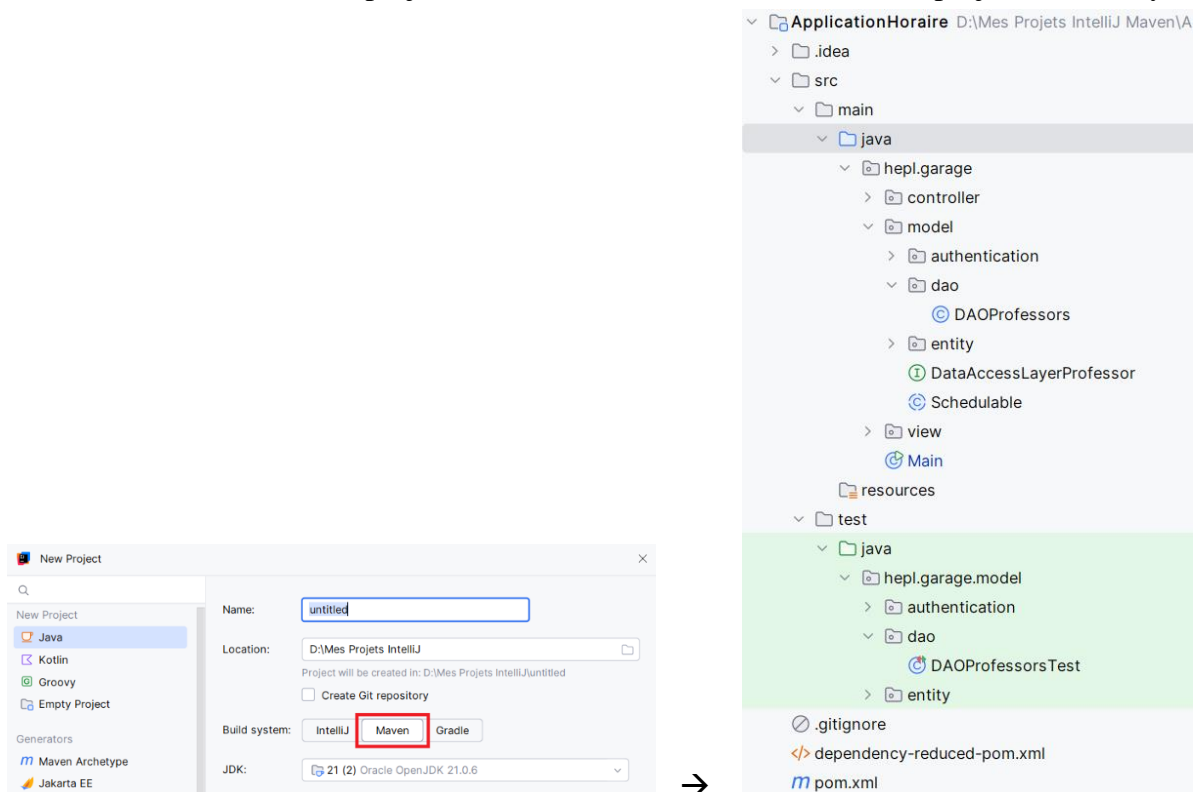 New Project
New Project
Java
Kotlin
Groovy
Empty Project
Generators
Maven Archetype
Jakarta EE
Name:
untitled
Location:
D:\Mes Projets IntelliJ
Project will be created in: D:\Mes Projets IntelliJ\untitled
Create Git repository
Build system:
IntelliJ
Maven
Gradle
JDK:
21 (2) Oracle OpenJDK 21.0.6
→
ApplicationHoraire D:\Mes Projets IntelliJ Maven\A
.idea
src
main
java
hepl.garage
controller
model
authentication
dao
DAOProfessors
entity
DataAccessLayerProfessor
Schedulable
view
Main
resources
test
java
hepl.garage.model
authentication
dao
DAOProfessorsTest
entity
.gitignore
dependency-reduced-pom.xml
pom.xml